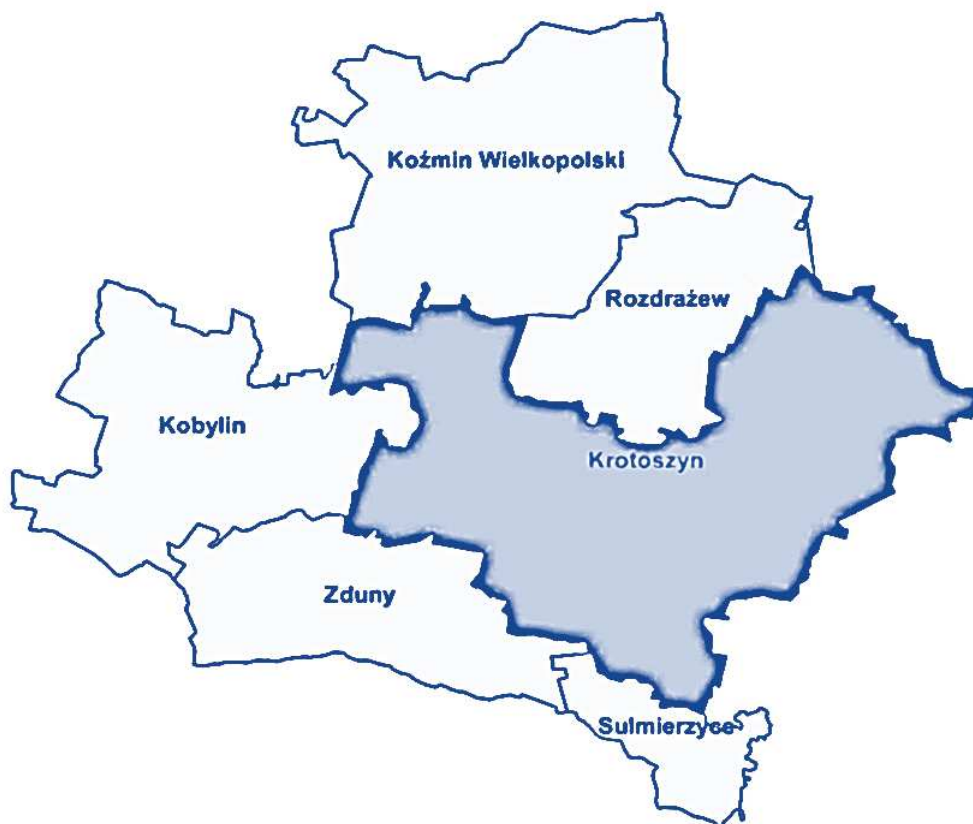 Koźmin Wielkopolski
Rozdrażew
Kobylin
Krotoszyn
Zduny
Sulmierzyce